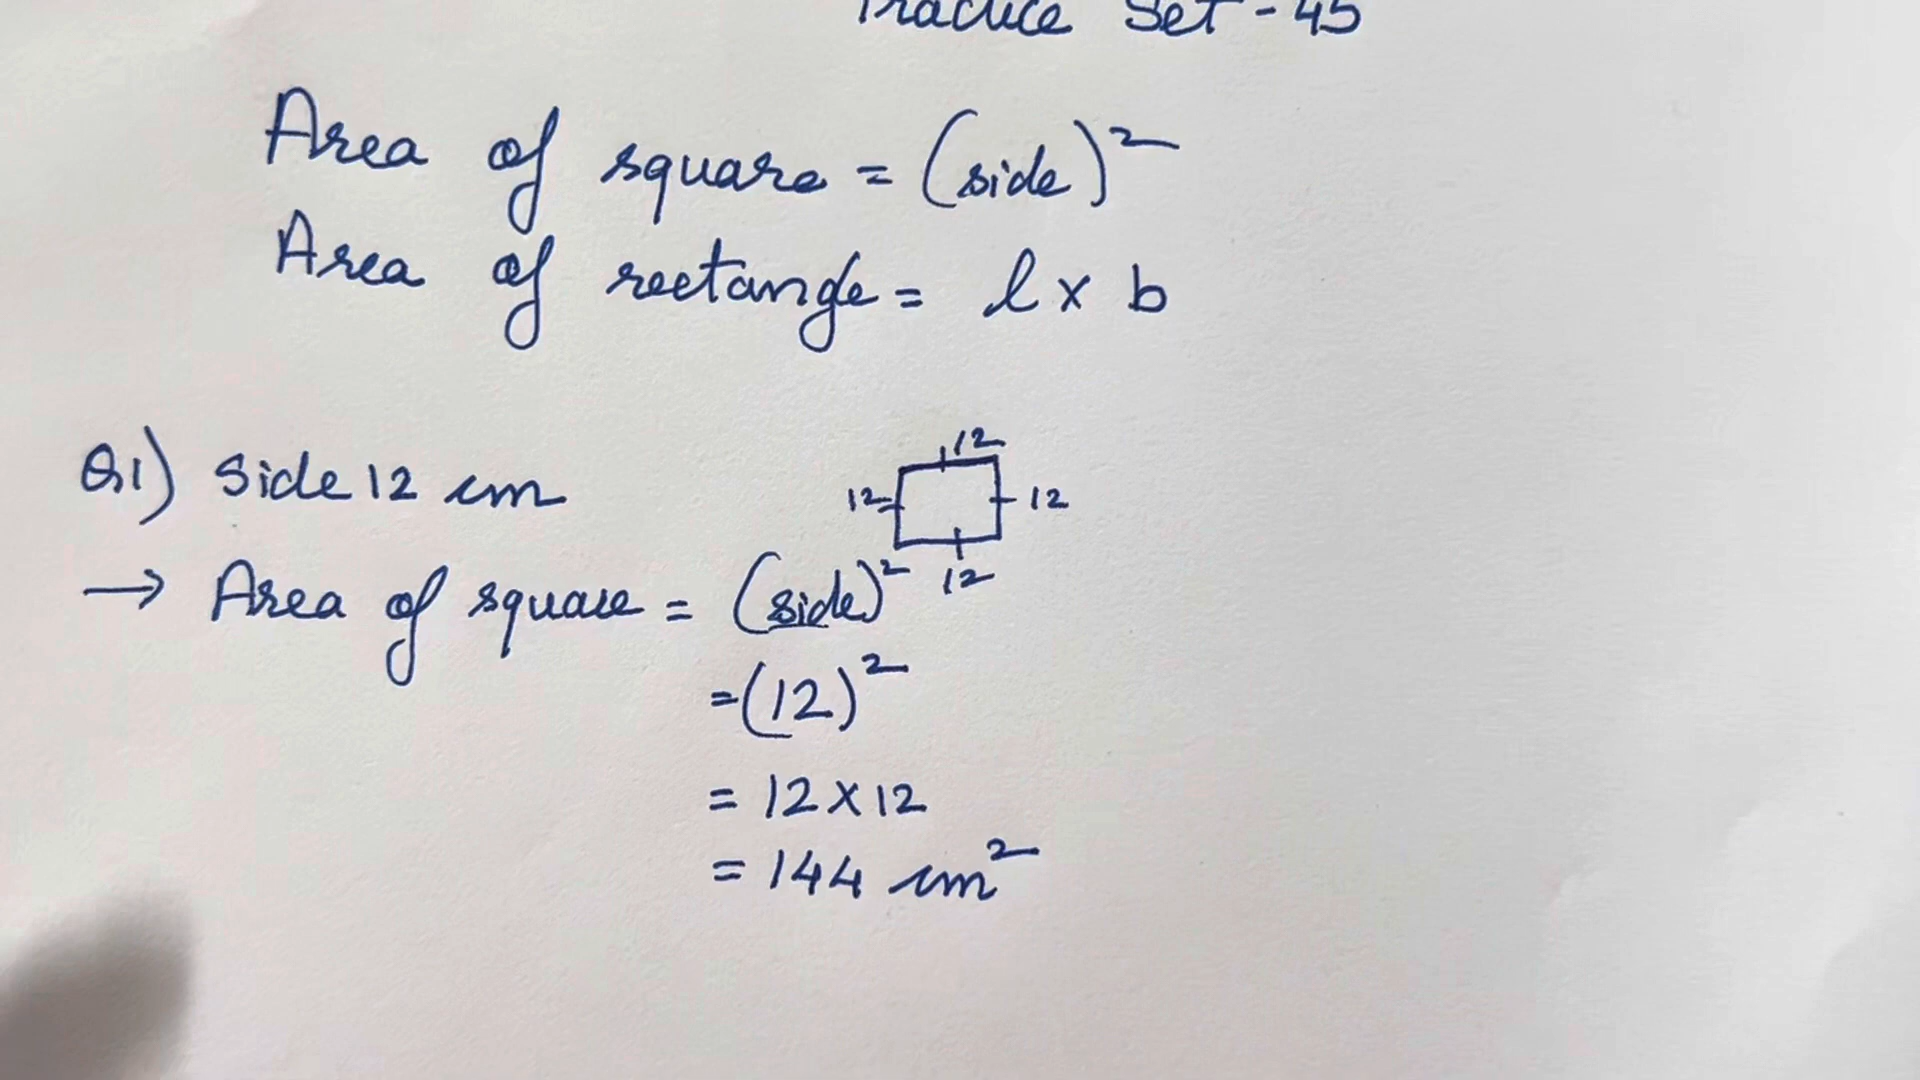 Practice Set - 45
Area of square = (side)²
Area of rectangle = l x b
Q1) Side 12 cm
12
12
12
12
→ Area of square = (side)²
= (12)²
= 12 x 12
= 144 cm²